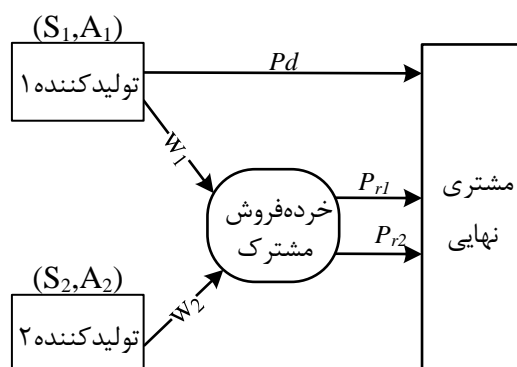 (S₁,A₁)
تولیدکننده۱
Pd
W₁
خرده‌فروش
مشترک
Pr1
Pr2
مشتری
نهایی
(S₂,A₂)
تولیدکننده۲
W₂